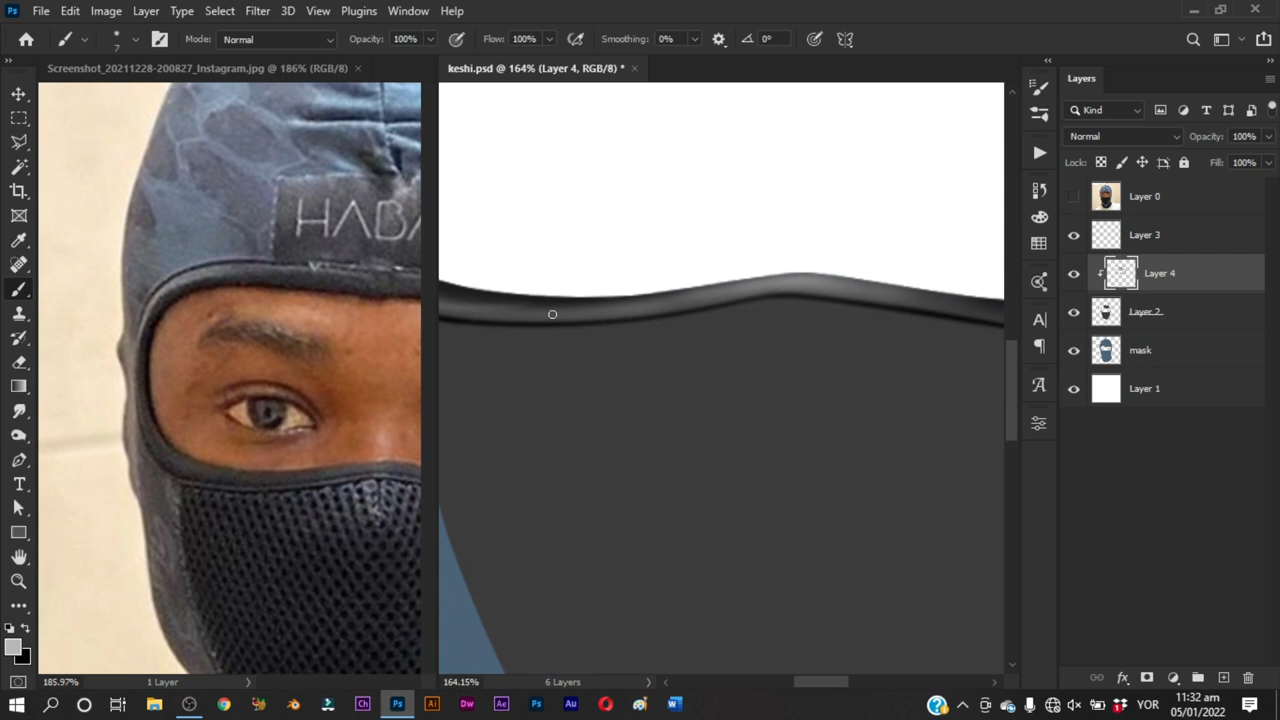 File Edit Image Layer Type Select Filter 3D View Plugins Window Help
7 Mode: Normal Opacity: 100% Flow: 100% Smoothing: 0% 0°
Screenshot_20211228-200827_Instagram.jpg @ 186% (RGB/8) ×
keshi.psd @ 164% (Layer 4, RGB/8) * ×
Layers
Kind
Normal Opacity: 100%
Lock: Fill: 100%
Layer 0
Layer 3
Layer 4
Layer 2
mask
Layer 1
HABA
185.97% 1 Layer
164.15% 6 Layers
YOR
11:32 am
05/01/2022